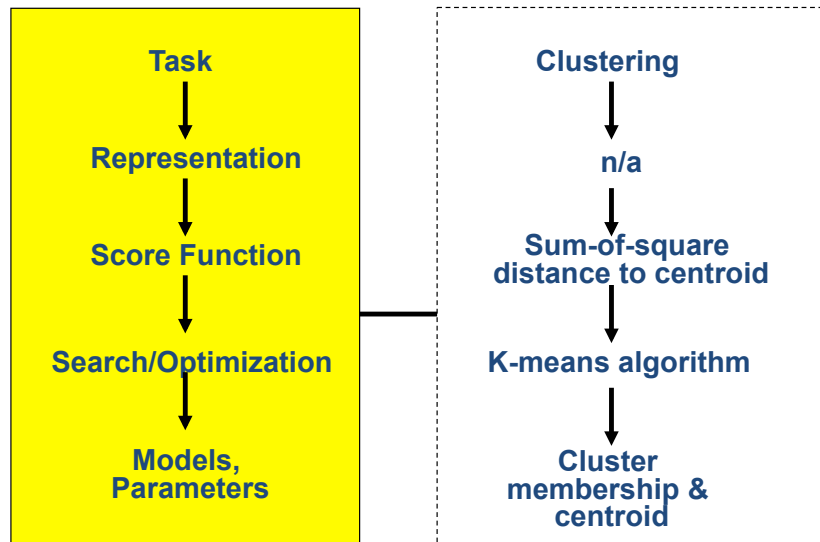 Task
Representation
Score Function
Search/Optimization
Models,
Parameters
Clustering
n/a
Sum-of-square
distance to centroid
K-means algorithm
Cluster
membership &
centroid